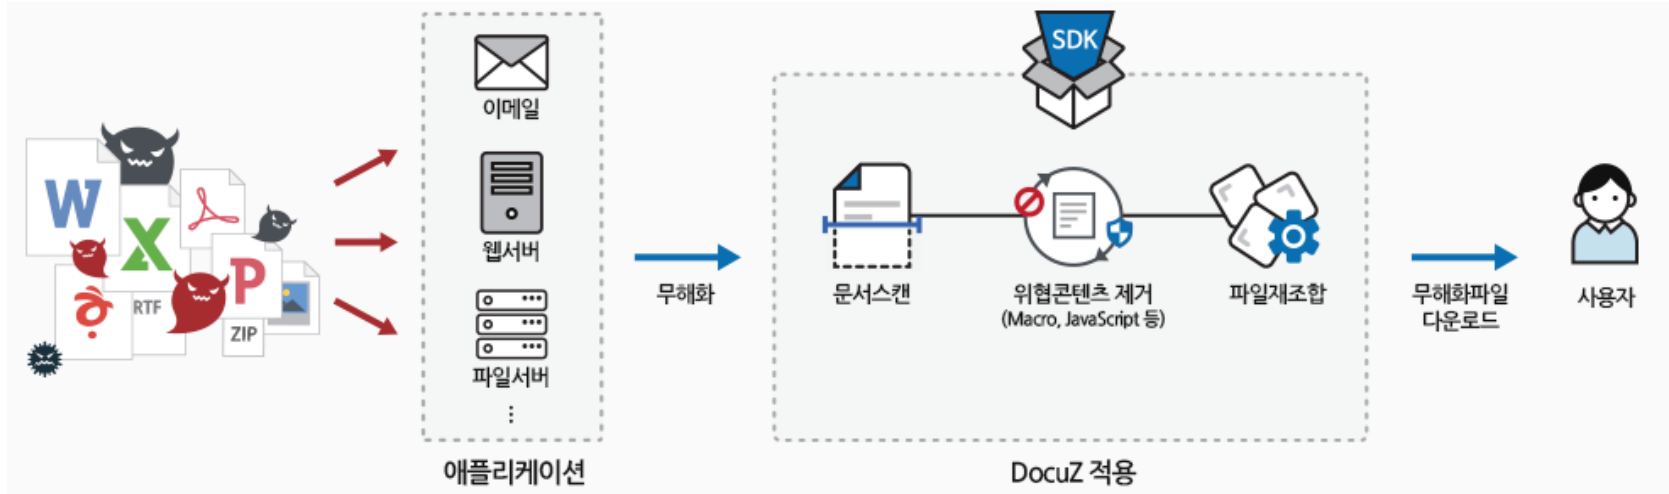 W
X
P
RTF
ZIP
이메일
웹서버
파일서버
⋮
애플리케이션
무해화
SDK
문서스캔
위협콘텐츠 제거
(Macro, JavaScript 등)
파일재조합
DocuZ 적용
무해화파일
다운로드
사용자